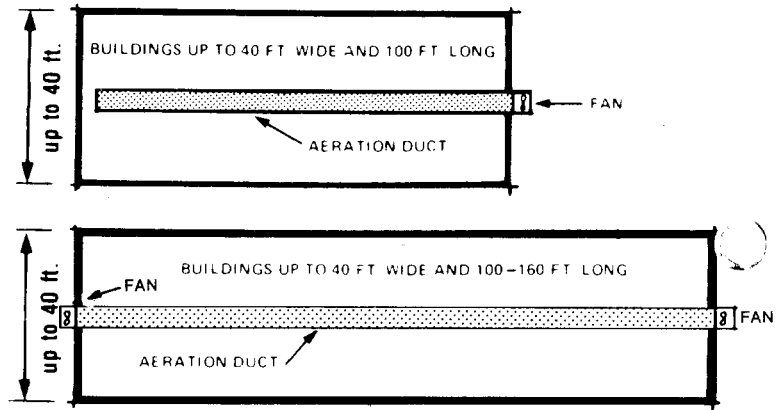 BUILDINGS UP TO 40 FT WIDE AND 100 FT LONG
up to 40 ft.
FAN
AERATION DUCT
BUILDINGS UP TO 40 FT WIDE AND 100–160 FT LONG
FAN
up to 40 ft.
FAN
AERATION DUCT